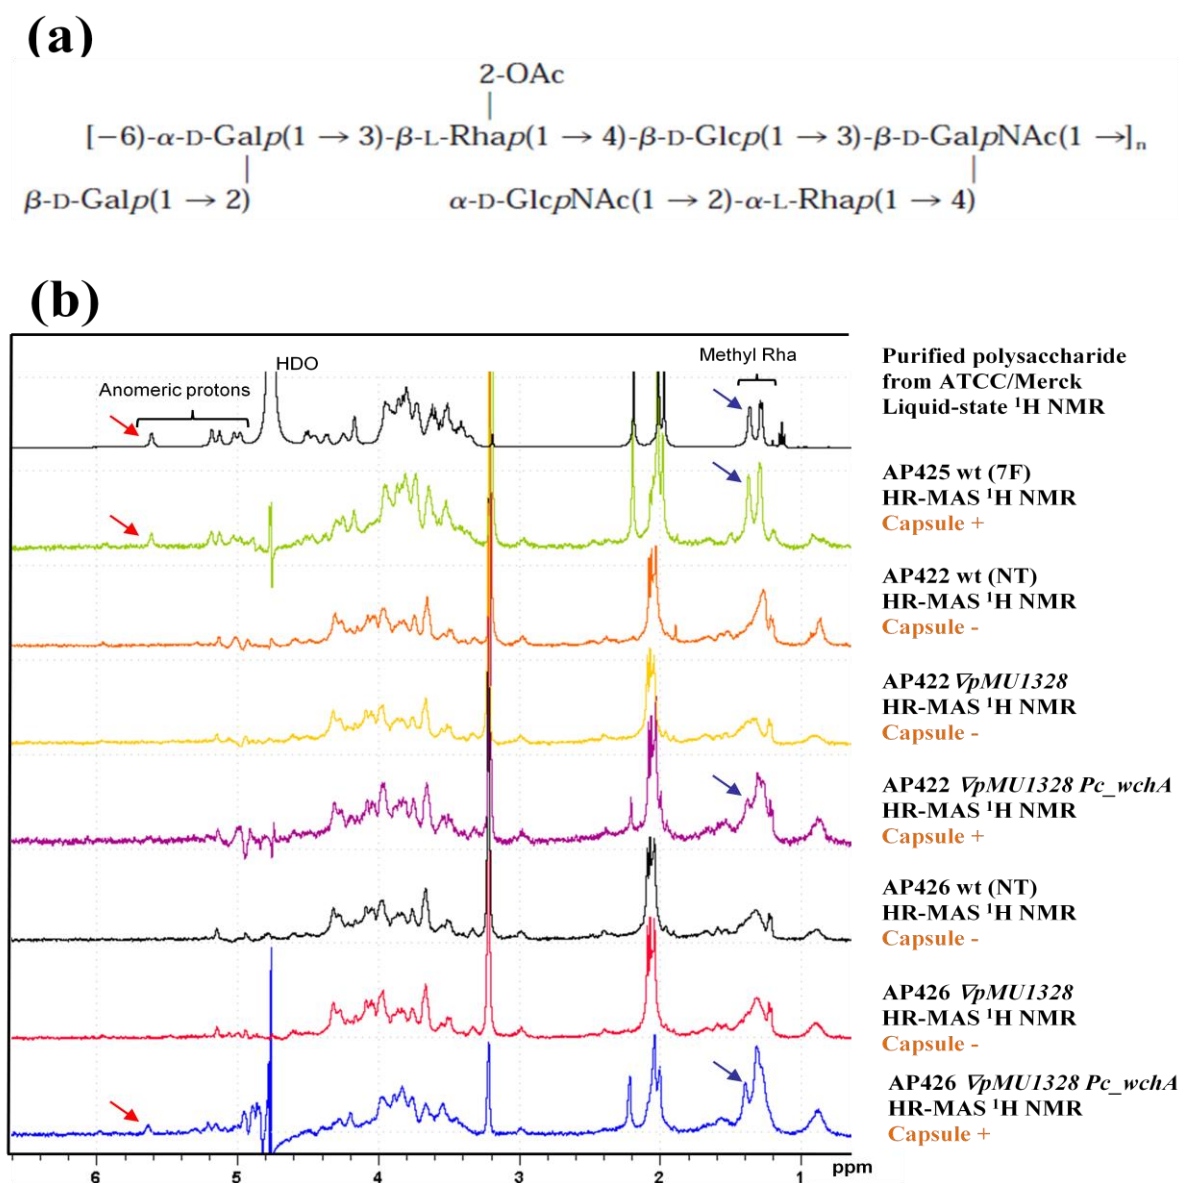 (a)
2-OAc
|
[−6)-α-D-Galp(1 → 3)-β-L-Rhap(1 → 4)-β-D-Glcp(1 → 3)-β-D-GalpNAc(1 →]n
|
|
β-D-Galp(1 → 2)
α-D-GlcpNAc(1 → 2)-α-L-Rhap(1 → 4)
(b)
HDO
Methyl Rha
Anomeric protons
Purified polysaccharide
from ATCC/Merck
Liquid-state ¹H NMR
AP425 wt (7F)
HR-MAS ¹H NMR
Capsule +
AP422 wt (NT)
HR-MAS ¹H NMR
Capsule -
AP422 ∇pMU1328
HR-MAS ¹H NMR
Capsule -
AP422 ∇pMU1328 Pc_wchA
HR-MAS ¹H NMR
Capsule +
AP426 wt (NT)
HR-MAS ¹H NMR
Capsule -
AP426 ∇pMU1328
HR-MAS ¹H NMR
Capsule -
AP426 ∇pMU1328 Pc_wchA
HR-MAS ¹H NMR
Capsule +
6 5 4 3 2 1 ppm